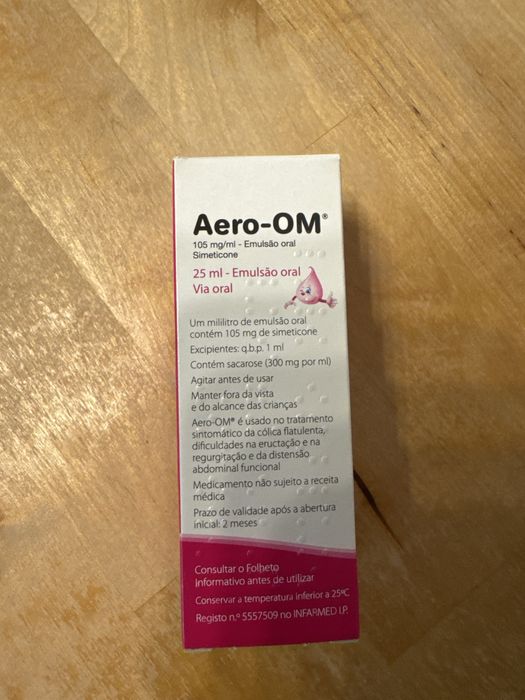 Aero-OM®
105 mg/ml - Emulsão oral
Simeticone
25 ml - Emulsão oral
Via oral
Um mililitro de emulsão oral
contém 105 mg de simeticone
Excipientes: q.b.p. 1 ml
Contém sacarose (300 mg por ml)
Agitar antes de usar
Manter fora da vista
e do alcance das crianças
Aero-OM® é usado no tratamento
sintomático da cólica flatulenta,
dificuldades na eructação e na
regurgitação e da distensão
abdominal funcional
Medicamento não sujeito a receita
médica
Prazo de validade após a abertura
inicial: 2 meses
Consultar o Folheto
Informativo antes de utilizar
Conservar a temperatura inferior a 25ºC
Registo n.º 5557509 no INFARMED I.P.